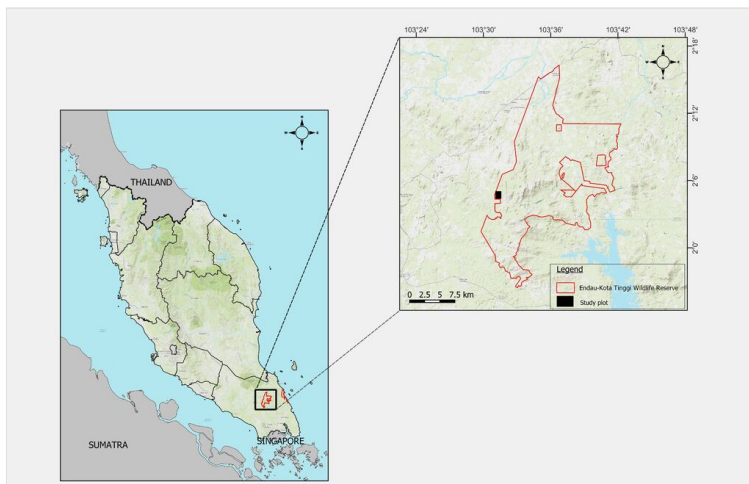 103°24' 103°30' 103°36' 103°42' 103°48'
2°18'
2°12'
2°6'
2°0'
THAILAND
SUMATRA
SINGAPORE
Legend
Endau-Kota Tinggi Wildlife Reserve
Study plot
0 2.5 5 7.5 km